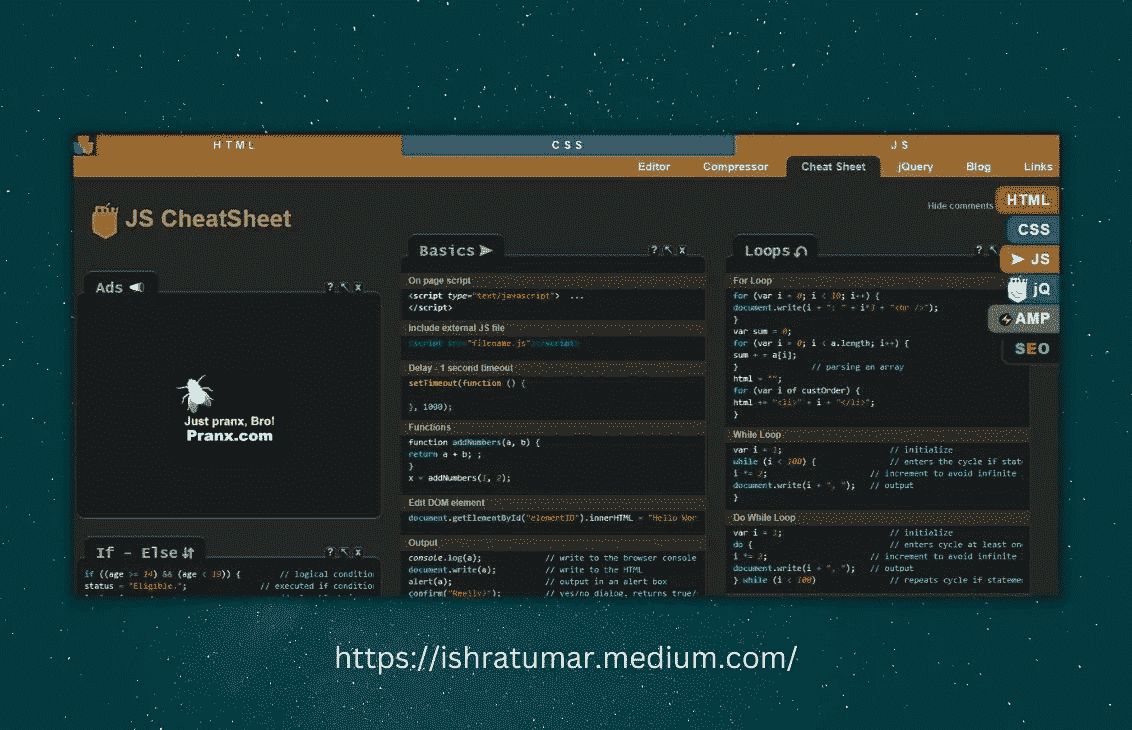 HTML
CSS
JS
Editor
Compressor
Cheat Sheet
jQuery
Blog
Links
JS CheatSheet
Hide comments
HTML
CSS
JS
jQ
AMP
SEO
Ads
? x
Just pranx, Bro!
Pranx.com
If - Else
? x
if ((age >= 14) && (age < 19)) { // logical condition
status = "Eligible."; // executed if condition
Basics
? x
On page script
<script type="text/javascript"> ...
</script>
Include external JS file
<script src="filename.js"></script>
Delay - 1 second timeout
setTimeout(function () {
}, 1000);
Functions
function addNumbers(a, b) {
return a + b; ;
}
x = addNumbers(1, 2);
Edit DOM element
document.getElementById("elementID").innerHTML = "Hello Wor
Output
console.log(a); // write to the browser console
document.write(a); // write to the HTML
alert(a); // output in an alert box
confirm("Really?"); // yes/no dialog, returns true/
Loops
?
For Loop
for (var i = 0; i < 10; i++) {
document.write(i + ": " + i*3 + "<br />");
}
var sum = 0;
for (var i = 0; i < a.length; i++) {
sum + = a[i];
} // parsing an array
html = "";
for (var i of custOrder) {
html += "<li>" + i + "</li>";
}
While Loop
var i = 1; // initialize
while (i < 100) { // enters the cycle if stat
i *= 2; // increment to avoid infinite
document.write(i + ", "); // output
}
Do While Loop
var i = 1; // initialize
do { // enters cycle at least on
i *= 2; // increment to avoid infinite
document.write(i + ", "); // output
} while (i < 100) // repeats cycle if stateme
https://ishratumar.medium.com/